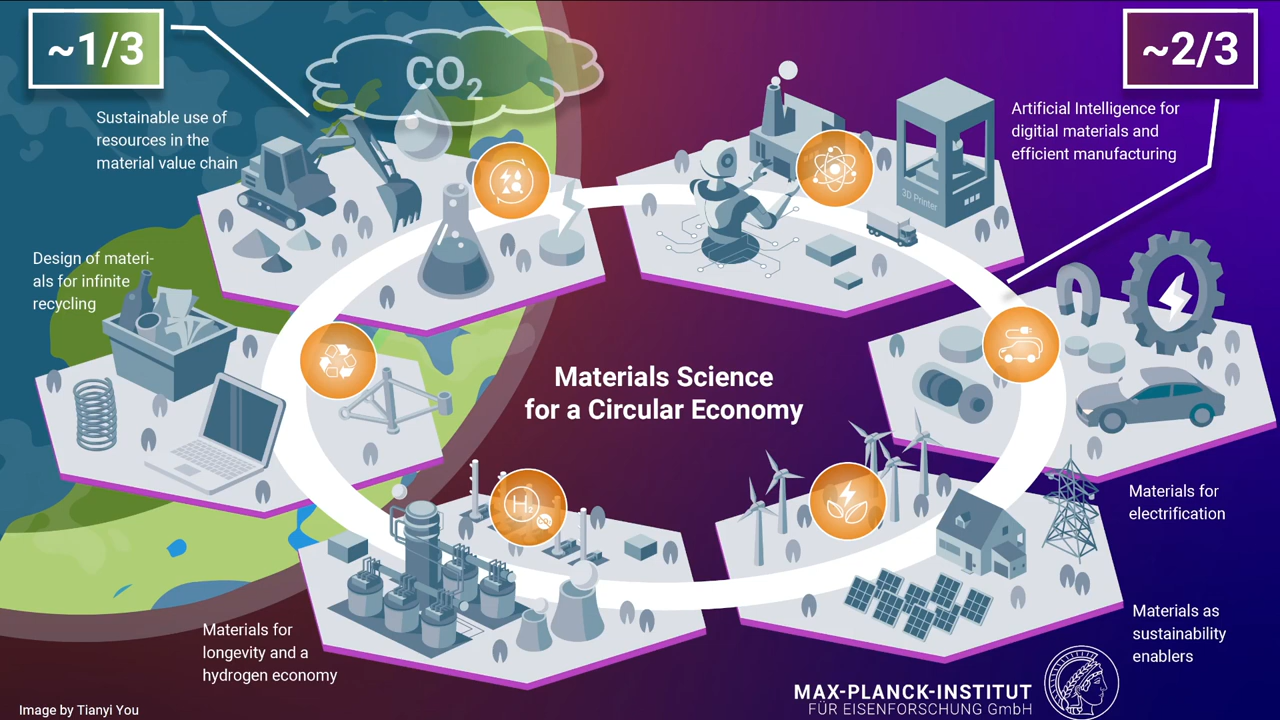 ~1/3
CO₂
~2/3
Sustainable use of
resources in the
material value chain
Artificial Intelligence for
digitial materials and
efficient manufacturing
3D Printer
Design of materi-
als for infinite
recycling
Materials Science
for a Circular Economy
H₂
Materials for
electrification
Materials as
sustainability
enablers
Materials for
longevity and a
hydrogen economy
MAX-PLANCK-INSTITUT
FÜR EISENFORSCHUNG GmbH
Image by Tianyi You